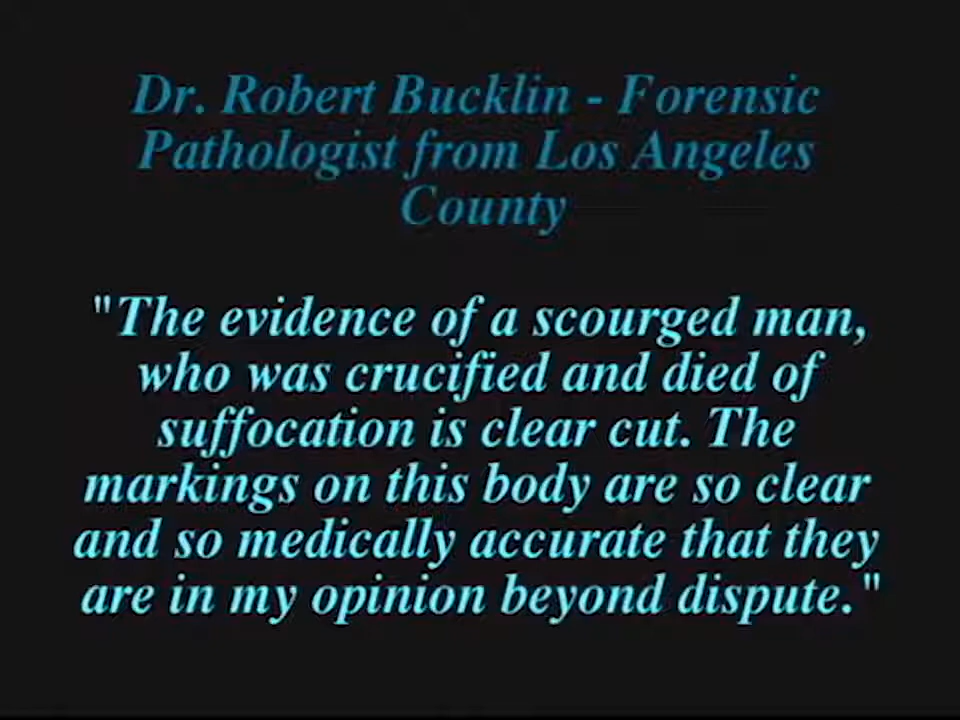 Dr. Robert Bucklin - Forensic
Pathologist from Los Angeles
County
"The evidence of a scourged man,
who was crucified and died of
suffocation is clear cut. The
markings on this body are so clear
and so medically accurate that they
are in my opinion beyond dispute."